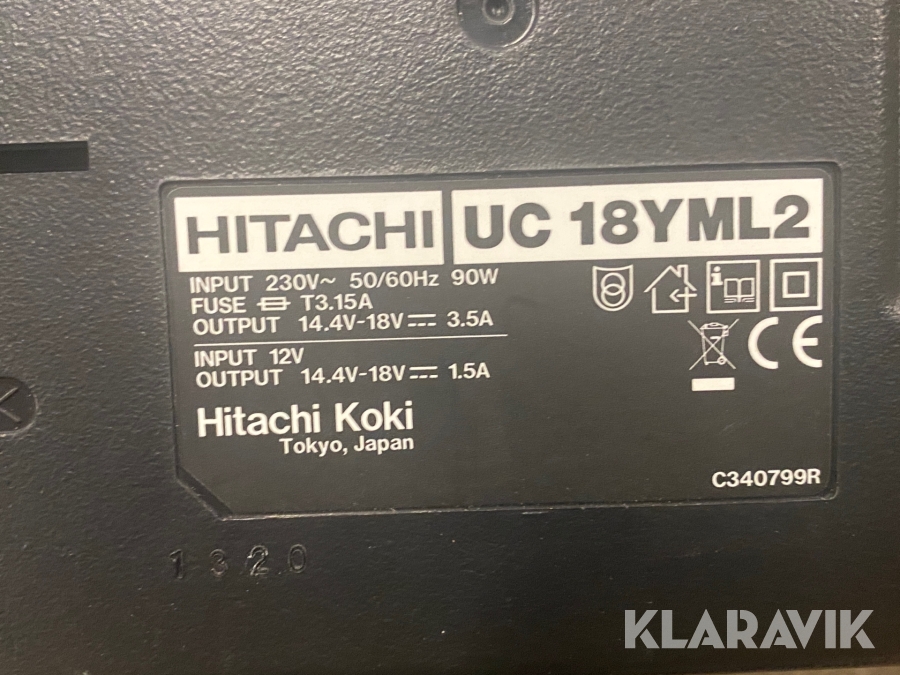 HITACHI UC 18YML2
INPUT 230V~ 50/60Hz 90W
FUSE T3.15A
OUTPUT 14.4V-18V⎓ 3.5A
INPUT 12V
OUTPUT 14.4V-18V⎓ 1.5A
Hitachi Koki
Tokyo, Japan
i
CE
C340799R
1320
KLARAVIK